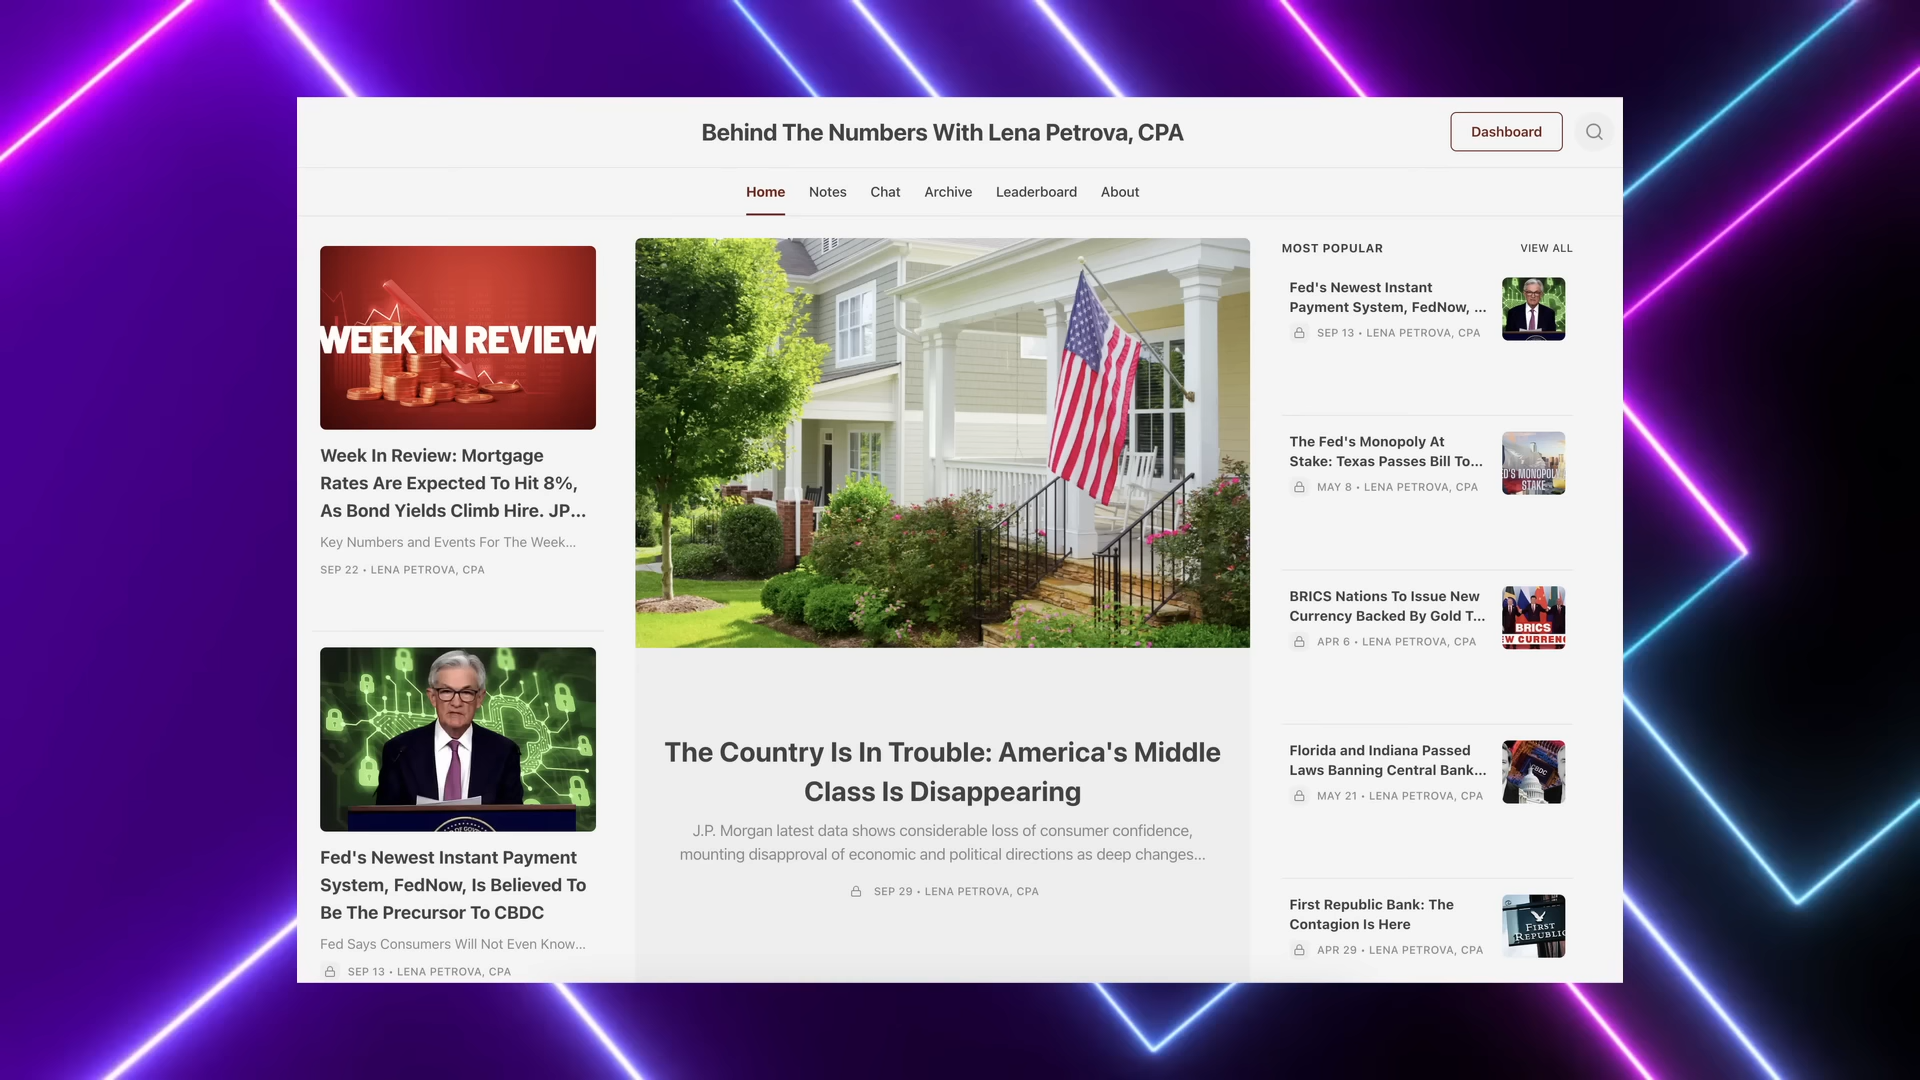 Behind The Numbers With Lena Petrova, CPA
Dashboard
Home
Notes
Chat
Archive
Leaderboard
About
WEEK IN REVIEW
Week In Review: Mortgage
Rates Are Expected To Hit 8%,
As Bond Yields Climb Hire. JP...
Key Numbers and Events For The Week...
SEP 22 • LENA PETROVA, CPA
Fed's Newest Instant Payment
System, FedNow, Is Believed To
Be The Precursor To CBDC
Fed Says Consumers Will Not Even Know...
SEP 13 • LENA PETROVA, CPA
The Country Is In Trouble: America's Middle
Class Is Disappearing
J.P. Morgan latest data shows considerable loss of consumer confidence,
mounting disapproval of economic and political directions as deep changes...
SEP 29 • LENA PETROVA, CPA
MOST POPULAR
VIEW ALL
Fed's Newest Instant
Payment System, FedNow, ...
SEP 13 • LENA PETROVA, CPA
The Fed's Monopoly At
Stake: Texas Passes Bill To...
MAY 8 • LENA PETROVA, CPA
D'S MONOPOLY
STAKE
BRICS Nations To Issue New
Currency Backed By Gold T...
APR 6 • LENA PETROVA, CPA
BRICS
EW CURREN
Florida and Indiana Passed
Laws Banning Central Bank...
MAY 21 • LENA PETROVA, CPA
CBDC
First Republic Bank: The
Contagion Is Here
APR 29 • LENA PETROVA, CPA
FIRST
REPUBLIC